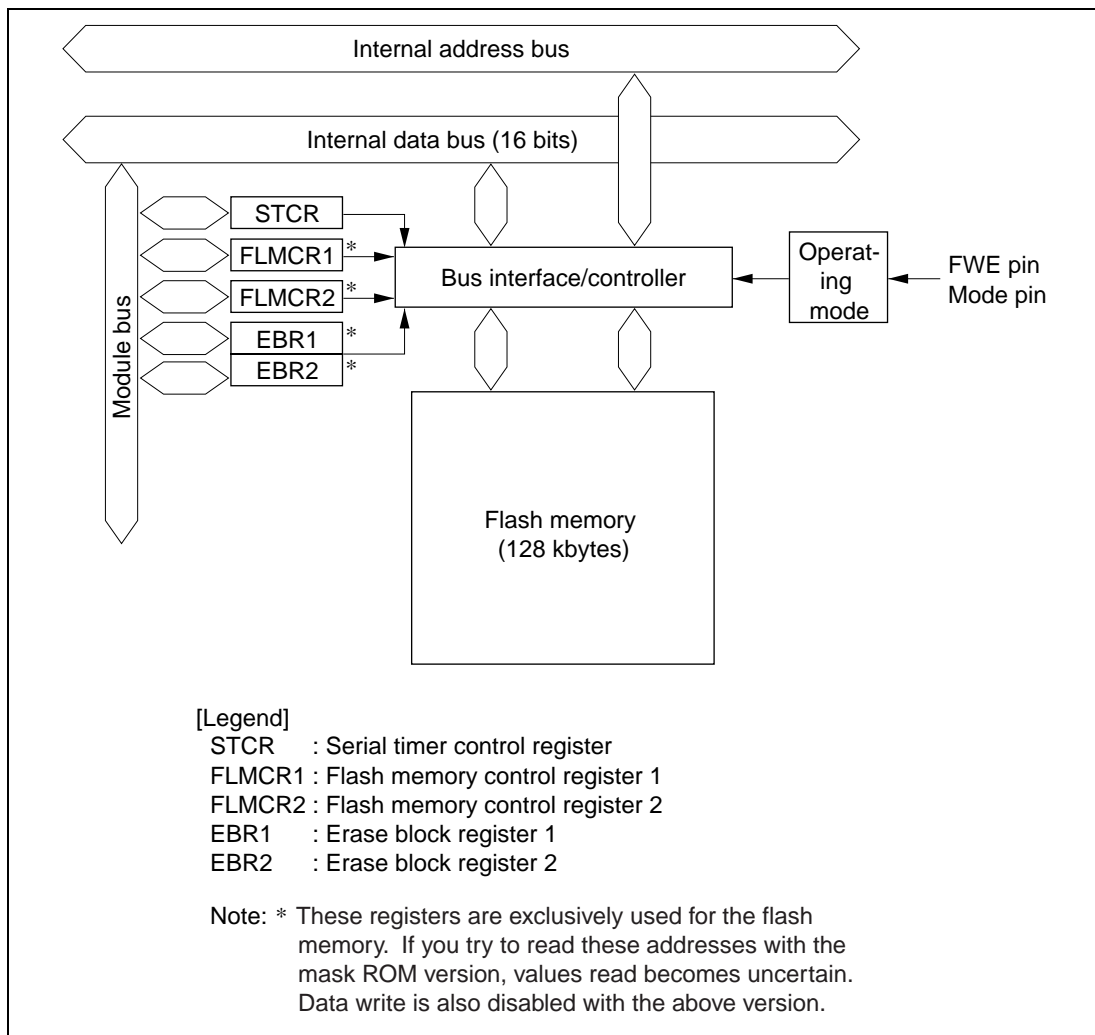 Internal address bus
Internal data bus (16 bits)
Module bus
STCR
FLMCR1 *
FLMCR2 *
EBR1 *
EBR2 *
Bus interface/controller
Operat-
ing
mode
FWE pin
Mode pin
Flash memory
(128 kbytes)
[Legend]
STCR : Serial timer control register
FLMCR1 : Flash memory control register 1
FLMCR2 : Flash memory control register 2
EBR1 : Erase block register 1
EBR2 : Erase block register 2
Note: * These registers are exclusively used for the flash
memory. If you try to read these addresses with the
mask ROM version, values read becomes uncertain.
Data write is also disabled with the above version.